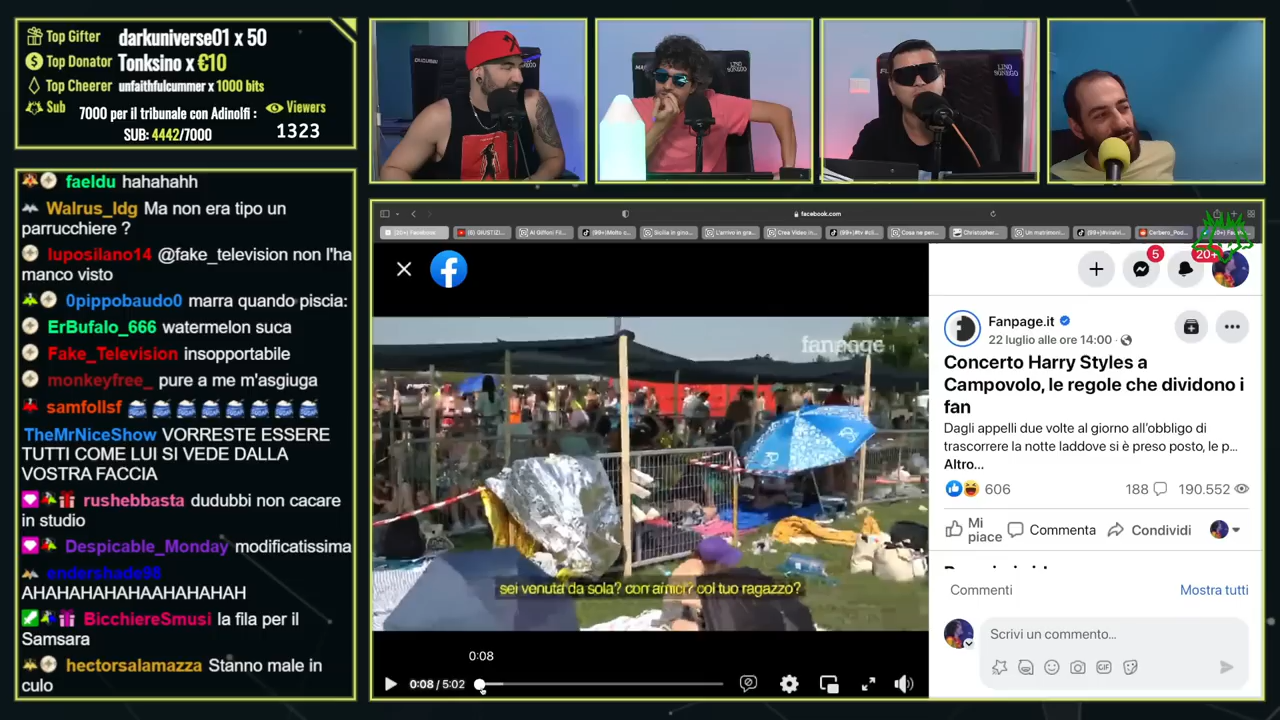 Top Gifter darkuniverse01 x 50
Top Donator Tonksino x €10
Top Cheerer unfaithfulcummer x 1000 bits
Sub 7000 per il tribunale con Adinolfi :
SUB: 4442/7000
Viewers
1323
faeldu hahahahh
Walrus_ldg Ma non era tipo un
parrucchiere ?
luposilano14 @fake_television non l'ha
manco visto
0pippobaudo0 marra quando piscia:
ErBufalo_666 watermelon suca
Fake_Television insopportabile
monkeyfree_ pure a me m'asgiuga
samfollsf
TheMrNiceShow VORRESTE ESSERE
TUTTI COME LUI SI VEDE DALLA
VOSTRA FACCIA
rushebbasta dudubbi non cacare
in studio
Despicable_Monday modificatissima
endershade98
AHAHAHAHAHAAHAHAHAH
BicchiereSmusi la fila per il
Samsara
hectorsalamazza Stanno male in
culo
facebook.com
fanpage
sei venuta da sola? con amici? col tuo ragazzo?
0:08
0:08 / 5:02
5
20+
Fanpage.it
22 luglio alle ore 14:00 ·
Concerto Harry Styles a
Campovolo, le regole che dividono i
fan
Dagli appelli due volte al giorno all'obbligo di
trascorrere la notte laddove si è preso posto, le p...
Altro...
606
188
190.552
Mi
piace
Commenta
Condividi
Commenti
Mostra tutti
Scrivi un commento...
GIF